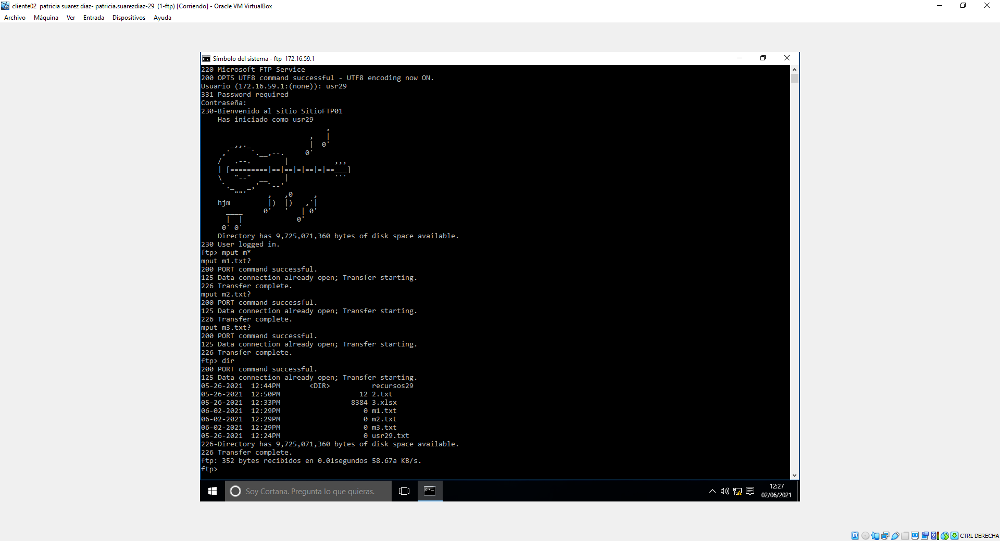 cliente02 patricia suarez diaz- patricia.suarezdiaz-29 (1-ftp) [Corriendo] - Oracle VM VirtualBox
Archivo Máquina Ver Entrada Dispositivos Ayuda
Símbolo del sistema - ftp 172.16.59.1
220 Microsoft FTP Service
200 OPTS UTF8 command successful - UTF8 encoding now ON.
Usuario (172.16.59.1:(none)): usr29
331 Password required
Contraseña:
230-Bienvenido al sitio SitioFTP01
    Has iniciado como usr29
                              ,
                          ,   |
       _,,._              |  0'
     ,'     `.__,--.     0'
    /   .--.        |           ,,,
    | [=========|==|==|=|==|=|==___]
    \   "--"  __    |           '''
     `._   _,'  `--'
        ""'     ,   ,0     ,
    hjm         |)  |)   ,'|
      ____     0'   '   | 0'
      |  |             0'
     0' 0'
    Directory has 9,725,071,360 bytes of disk space available.
230 User logged in.
ftp> mput m*
mput m1.txt?
200 PORT command successful.
125 Data connection already open; Transfer starting.
226 Transfer complete.
mput m2.txt?
200 PORT command successful.
125 Data connection already open; Transfer starting.
226 Transfer complete.
mput m3.txt?
200 PORT command successful.
125 Data connection already open; Transfer starting.
226 Transfer complete.
ftp> dir
200 PORT command successful.
125 Data connection already open; Transfer starting.
05-26-2021  12:44PM       <DIR>          recursos29
05-26-2021  12:50PM                   12 2.txt
05-26-2021  12:33PM                 8384 3.xlsx
06-02-2021  12:29PM                    0 m1.txt
06-02-2021  12:29PM                    0 m2.txt
06-02-2021  12:29PM                    0 m3.txt
05-26-2021  12:24PM                    0 usr29.txt
226-Directory has 9,725,071,360 bytes of disk space available.
226 Transfer complete.
ftp: 352 bytes recibidos en 0.01segundos 58.67a KB/s.
ftp>
Soy Cortana. Pregunta lo que quieras.
12:27
02/06/2021
CTRL DERECHA